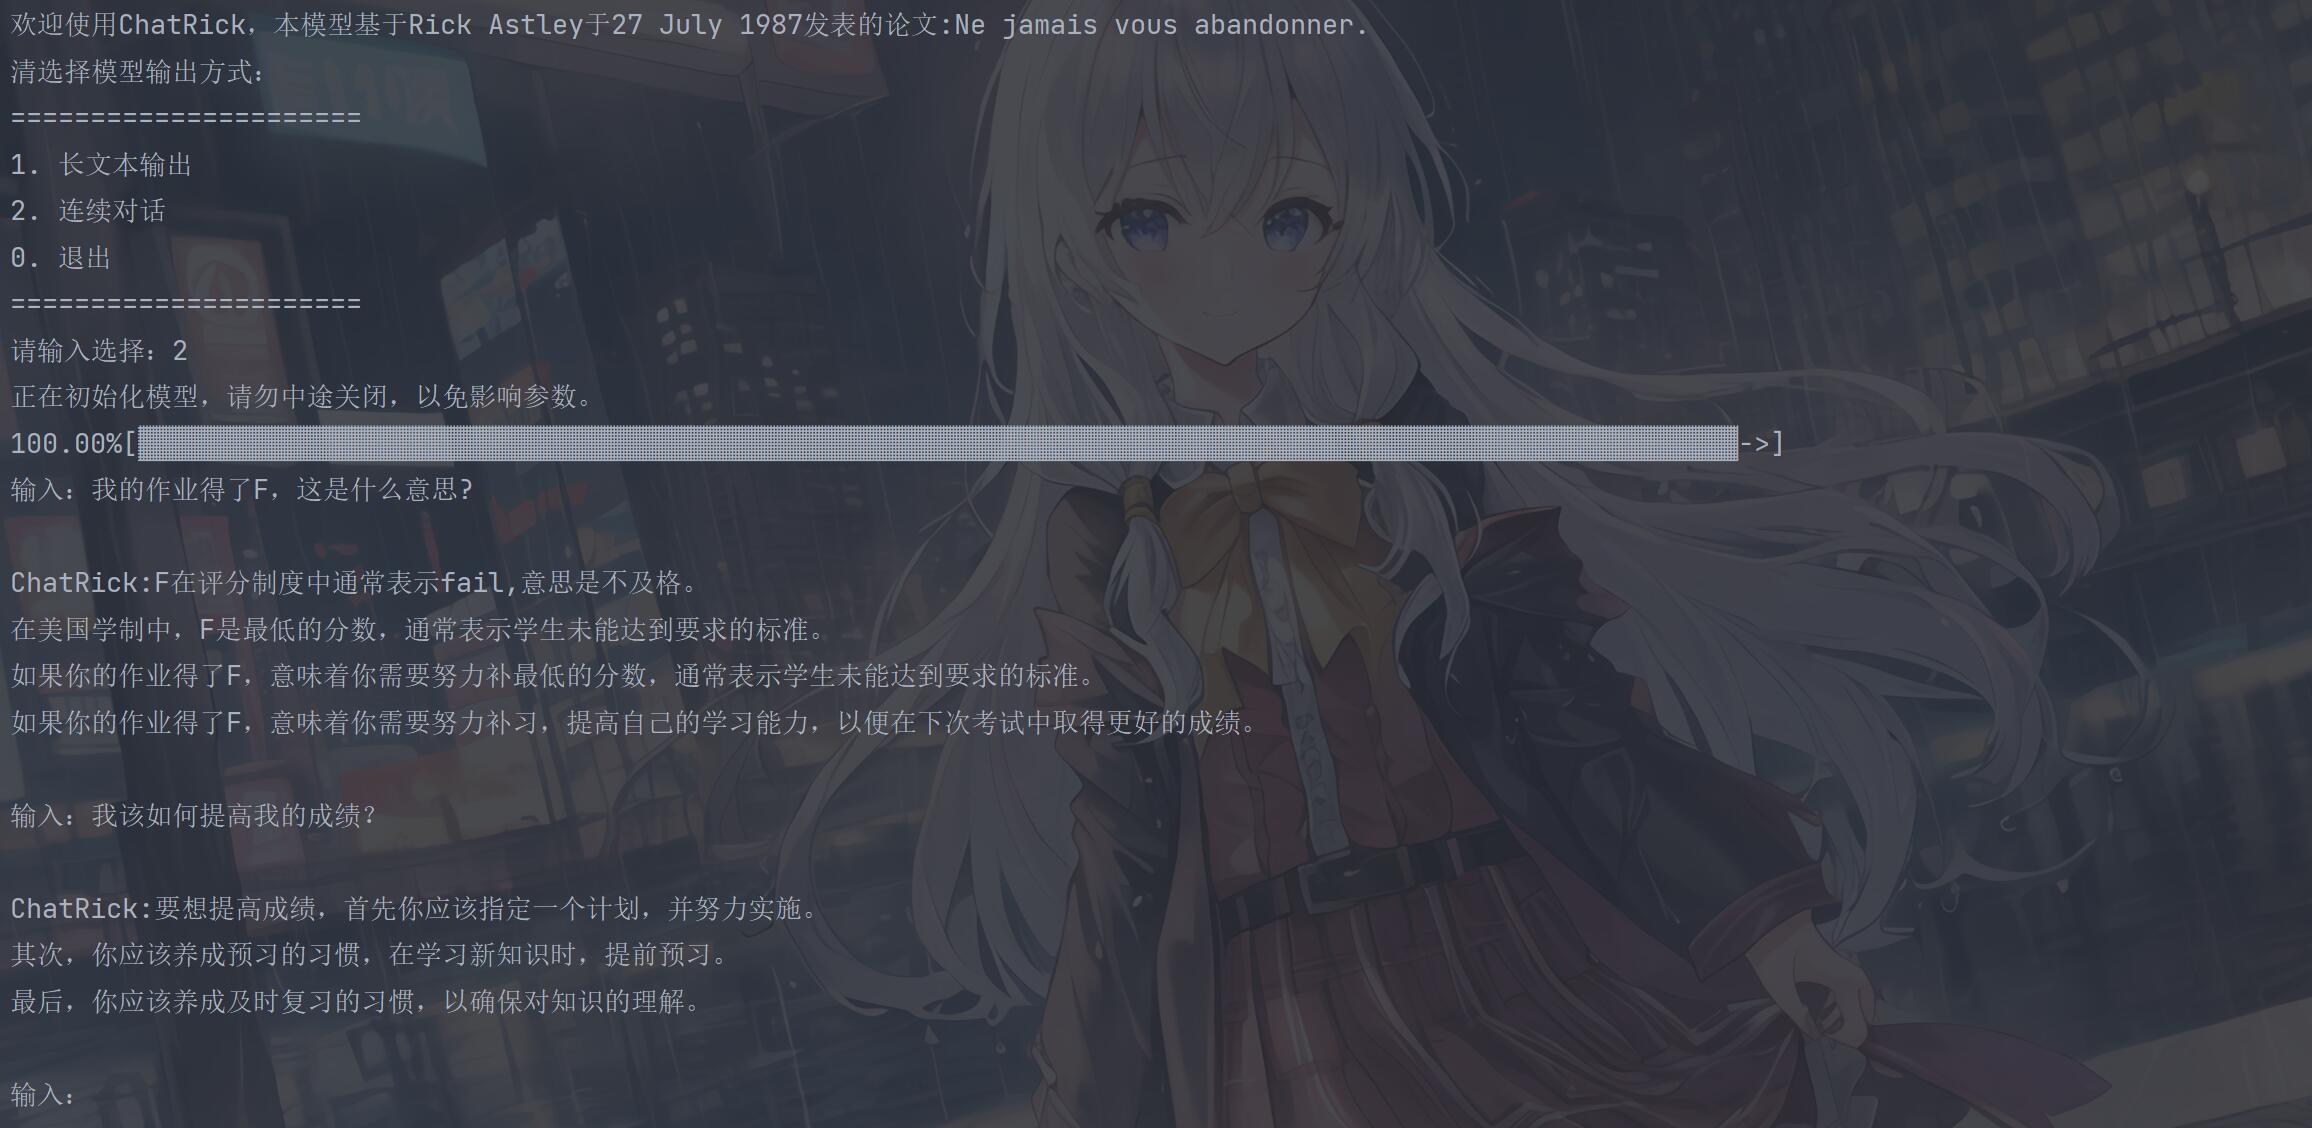 欢迎使用ChatRick，本模型基于Rick Astley于27 July 1987发表的论文:Ne jamais vous abandonner.
清选择模型输出方式：
======================
1. 长文本输出
2. 连续对话
0. 退出
======================
请输入选择：2
正在初始化模型，请勿中途关闭，以免影响参数。
100.00%[▓▓▓▓▓▓▓▓▓▓▓▓▓▓▓▓▓▓▓▓▓▓▓▓▓▓▓▓▓▓▓▓▓▓▓▓▓▓▓▓▓▓▓▓▓▓▓▓▓▓▓▓▓▓▓▓▓▓▓▓▓▓▓▓▓▓▓▓▓▓▓▓▓▓▓▓▓▓▓▓▓▓▓▓▓▓▓▓▓▓▓▓▓▓▓▓▓▓▓▓->]
输入：我的作业得了F，这是什么意思?
ChatRick:F在评分制度中通常表示fail,意思是不及格。
在美国学制中，F是最低的分数，通常表示学生未能达到要求的标准。
如果你的作业得了F，意味着你需要努力补最低的分数，通常表示学生未能达到要求的标准。
如果你的作业得了F，意味着你需要努力补习，提高自己的学习能力，以便在下次考试中取得更好的成绩。
输入：我该如何提高我的成绩？
ChatRick:要想提高成绩，首先你应该指定一个计划，并努力实施。
其次，你应该养成预习的习惯，在学习新知识时，提前预习。
最后，你应该养成及时复习的习惯，以确保对知识的理解。
输入：